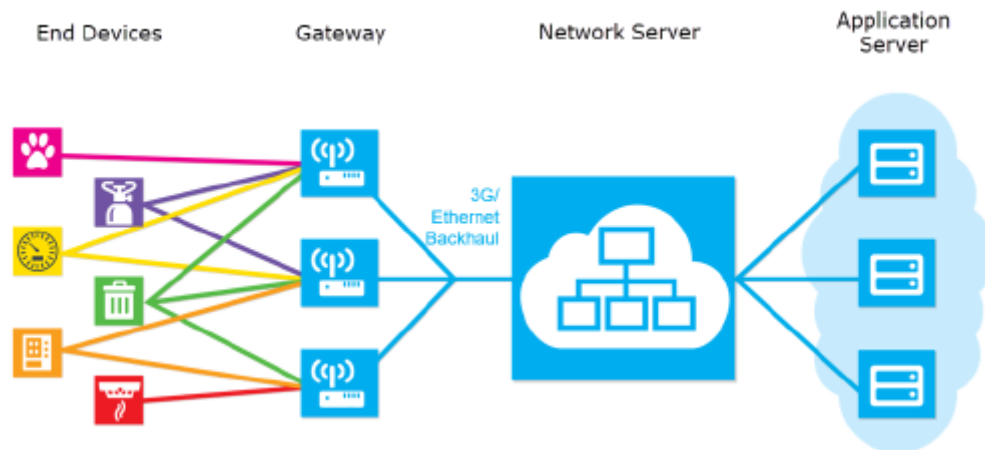 End Devices
Gateway
Network Server
Application
Server
3G/
Ethernet
Backhaul